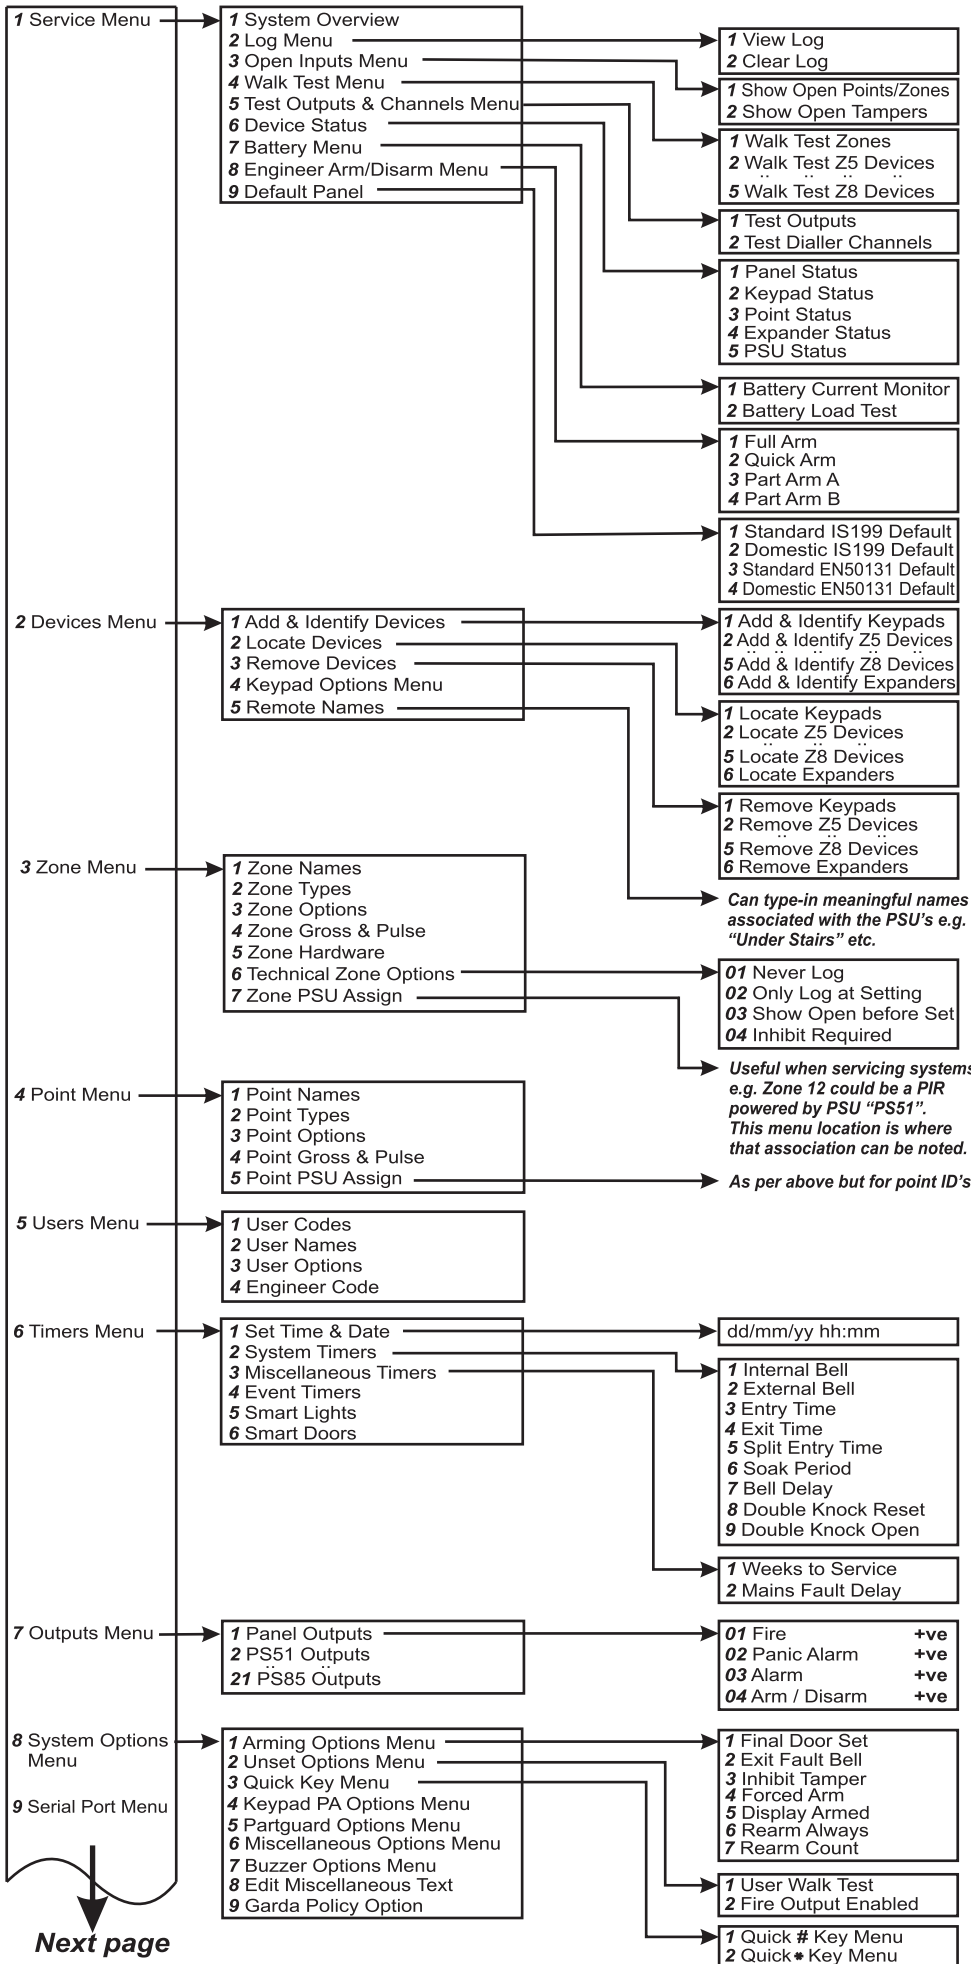 1 Service Menu
1 System Overview
2 Log Menu
3 Open Inputs Menu
4 Walk Test Menu
5 Test Outputs & Channels Menu
6 Device Status
7 Battery Menu
8 Engineer Arm/Disarm Menu
9 Default Panel
1 View Log
2 Clear Log
1 Show Open Points/Zones
2 Show Open Tampers
1 Walk Test Zones
2 Walk Test Z5 Devices
.. .. .. ..
5 Walk Test Z8 Devices
1 Test Outputs
2 Test Dialler Channels
1 Panel Status
2 Keypad Status
3 Point Status
4 Expander Status
5 PSU Status
1 Battery Current Monitor
2 Battery Load Test
1 Full Arm
2 Quick Arm
3 Part Arm A
4 Part Arm B
1 Standard IS199 Default
2 Domestic IS199 Default
3 Standard EN50131 Default
4 Domestic EN50131 Default
2 Devices Menu
1 Add & Identify Devices
2 Locate Devices
3 Remove Devices
4 Keypad Options Menu
5 Remote Names
1 Add & Identify Keypads
2 Add & Identify Z5 Devices
.. .. .. .. ..
5 Add & Identify Z8 Devices
6 Add & Identify Expanders
1 Locate Keypads
2 Locate Z5 Devices
.. .. ..
5 Locate Z8 Devices
6 Locate Expanders
1 Remove Keypads
2 Remove Z5 Devices
.. .. ..
5 Remove Z8 Devices
6 Remove Expanders
Can type-in meaningful names
associated with the PSU's e.g.
“Under Stairs” etc.
3 Zone Menu
1 Zone Names
2 Zone Types
3 Zone Options
4 Zone Gross & Pulse
5 Zone Hardware
6 Technical Zone Options
7 Zone PSU Assign
01 Never Log
02 Only Log at Setting
03 Show Open before Set
04 Inhibit Required
Useful when servicing systems
e.g. Zone 12 could be a PIR
powered by PSU “PS51”.
This menu location is where
that association can be noted.
4 Point Menu
1 Point Names
2 Point Types
3 Point Options
4 Point Gross & Pulse
5 Point PSU Assign
As per above but for point ID's
5 Users Menu
1 User Codes
2 User Names
3 User Options
4 Engineer Code
6 Timers Menu
1 Set Time & Date
2 System Timers
3 Miscellaneous Timers
4 Event Timers
5 Smart Lights
6 Smart Doors
dd/mm/yy hh:mm
1 Internal Bell
2 External Bell
3 Entry Time
4 Exit Time
5 Split Entry Time
6 Soak Period
7 Bell Delay
8 Double Knock Reset
9 Double Knock Open
1 Weeks to Service
2 Mains Fault Delay
7 Outputs Menu
1 Panel Outputs
2 PS51 Outputs
.. ..
21 PS85 Outputs
01 Fire +ve
02 Panic Alarm +ve
03 Alarm +ve
04 Arm / Disarm +ve
8 System Options
Menu
1 Arming Options Menu
2 Unset Options Menu
3 Quick Key Menu
4 Keypad PA Options Menu
5 Partguard Options Menu
6 Miscellaneous Options Menu
7 Buzzer Options Menu
8 Edit Miscellaneous Text
9 Garda Policy Option
1 Final Door Set
2 Exit Fault Bell
3 Inhibit Tamper
4 Forced Arm
5 Display Armed
6 Rearm Always
7 Rearm Count
1 User Walk Test
2 Fire Output Enabled
1 Quick # Key Menu
2 Quick * Key Menu
9 Serial Port Menu
Next page